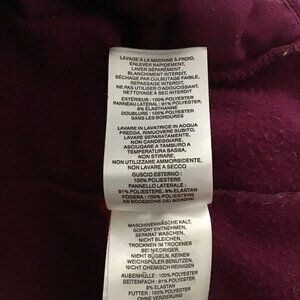 LAVAGE À LA MACHINE À FROID,
ENLEVER RAPIDEMENT,
LAVER SÉPARÉMENT
BLANCHIMENT INTERDIT,
SÉCHAGE PAR CULBUTAGE FAIBLE,
REPASSAGE INTERDIT,
NE PAS UTILISER D'ADOUCISSANT,
NETTOYAGE À SEC INTERDIT
EXTÉRIEUR : 100% POLYESTER
PANNEAU LATÉRAL : 91% POLYESTER,
9% ÉLASTHANNE
DOUBLURE : 100% POLYESTER
SANS LES BORDURES
LAVARE IN LAVATRICE IN ACQUA
FREDDA, RIMUOVERE SUBITO,
LAVARE SEPARATAMENTE,
NON CANDEGGIARE,
ASCIUGARE A TAMBURO A
TEMPERATURA BASSA,
NON STIRARE,
NON UTILIZZARE AMMORBIDENTE,
NON LAVARE A SECCO
GUSCIO ESTERNO :
100% POLIESTERE
PANNELLO LATERALE :
91% POLIESTERE, 9% ELASTAN
FODERA : 100% POLIESTERE
AD ECCEZIONE DEI BORDINI
MASCHINENWÄSCHE KALT,
SOFORT ENTNEHMEN,
SEPARAT WASCHEN,
NICHT BLEICHEN,
TROCKNEN IM TROCKNER
BEI NIEDRIGER,
NICHT BÜGELN, KEINEN
WEICHSPÜLER BENUTZEN,
NICHT CHEMISCH REINIGEN
AUßENHÜLLE : 100% POLYESTER
SEITENFACH : 91% POLYESTER,
9% ELASTAN
FUTTER : 100% POLYESTER
OHNE VERZIERUNG